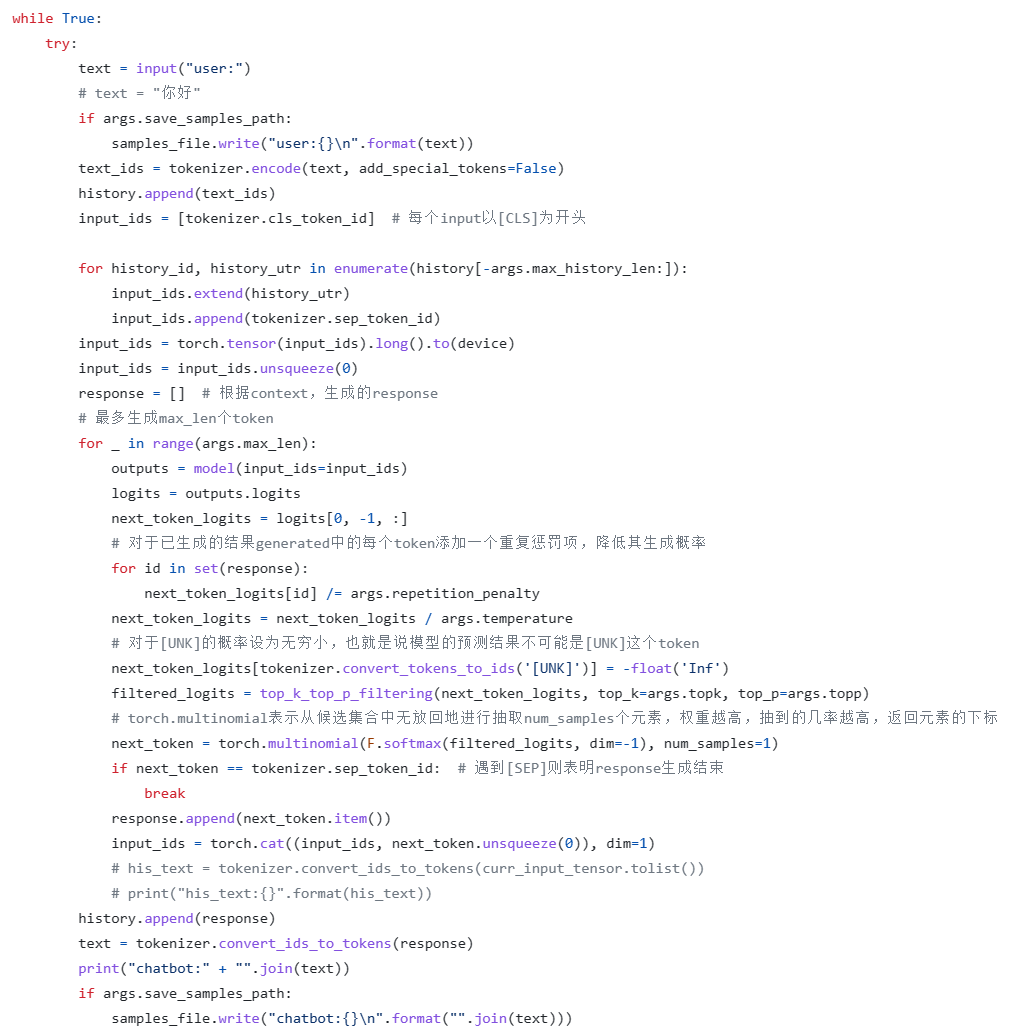 while True:
    try:
        text = input("user:")
        # text = "你好"
        if args.save_samples_path:
            samples_file.write("user:{}\n".format(text))
        text_ids = tokenizer.encode(text, add_special_tokens=False)
        history.append(text_ids)
        input_ids = [tokenizer.cls_token_id]  # 每个input以[CLS]为开头

        for history_id, history_utr in enumerate(history[-args.max_history_len:]):
            input_ids.extend(history_utr)
            input_ids.append(tokenizer.sep_token_id)
        input_ids = torch.tensor(input_ids).long().to(device)
        input_ids = input_ids.unsqueeze(0)
        response = []  # 根据context，生成的response
        # 最多生成max_len个token
        for _ in range(args.max_len):
            outputs = model(input_ids=input_ids)
            logits = outputs.logits
            next_token_logits = logits[0, -1, :]
            # 对于已生成的结果generated中的每个token添加一个重复惩罚项，降低其生成概率
            for id in set(response):
                next_token_logits[id] /= args.repetition_penalty
            next_token_logits = next_token_logits / args.temperature
            # 对于[UNK]的概率设为无穷小，也就是说模型的预测结果不可能是[UNK]这个token
            next_token_logits[tokenizer.convert_tokens_to_ids('[UNK]')] = -float('Inf')
            filtered_logits = top_k_top_p_filtering(next_token_logits, top_k=args.topk, top_p=args.topp)
            # torch.multinomial表示从候选集合中无放回地进行抽取num_samples个元素，权重越高，抽到的几率越高，返回元素的下标
            next_token = torch.multinomial(F.softmax(filtered_logits, dim=-1), num_samples=1)
            if next_token == tokenizer.sep_token_id:  # 遇到[SEP]则表明response生成结束
                break
            response.append(next_token.item())
            input_ids = torch.cat((input_ids, next_token.unsqueeze(0)), dim=1)
            # his_text = tokenizer.convert_ids_to_tokens(curr_input_tensor.tolist())
            # print("his_text:{}".format(his_text))
        history.append(response)
        text = tokenizer.convert_ids_to_tokens(response)
        print("chatbot:" + "".join(text))
        if args.save_samples_path:
            samples_file.write("chatbot:{}\n".format("".join(text)))